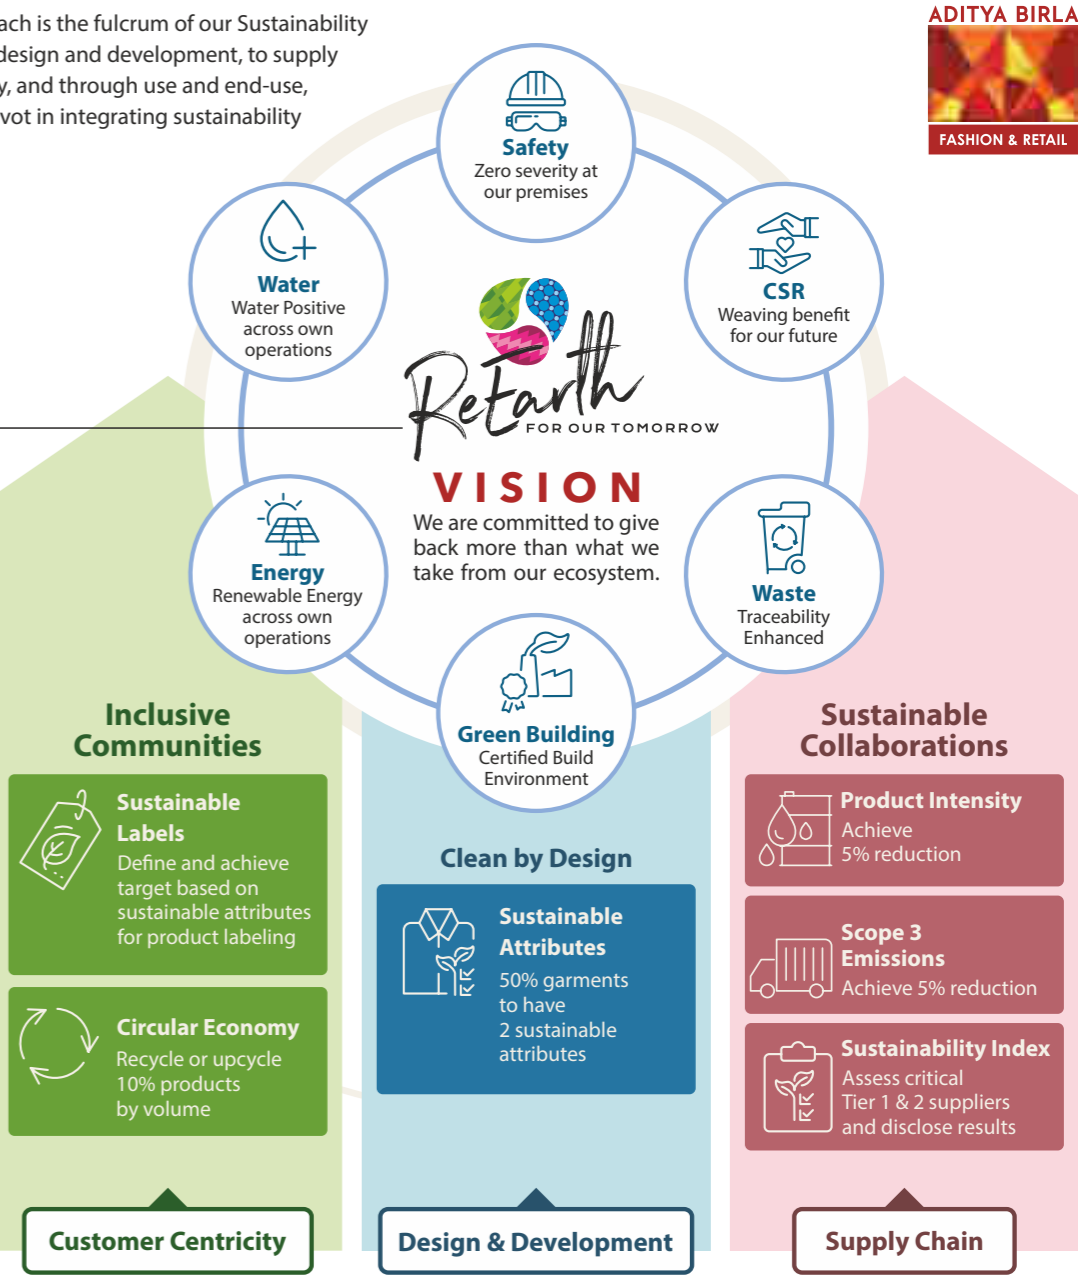 ach is the fulcrum of our Sustainability
design and development, to supply
y, and through use and end-use,
vot in integrating sustainability
ADITYA BIRLA
FASHION & RETAIL
Safety
Zero severity at
our premises
Water
Water Positive
across own
operations
CSR
Weaving benefit
for our future
ReEarth
FOR OUR TOMORROW
VISION
We are committed to give
back more than what we
take from our ecosystem.
Energy
Renewable Energy
across own
operations
Waste
Traceability
Enhanced
Green Building
Certified Build
Environment
Inclusive
Communities
Sustainable
Labels
Define and achieve
target based on
sustainable attributes
for product labeling
Circular Economy
Recycle or upcycle
10% products
by volume
Customer Centricity
Clean by Design
Sustainable
Attributes
50% garments
to have
2 sustainable
attributes
Design & Development
Sustainable
Collaborations
Product Intensity
Achieve
5% reduction
Scope 3
Emissions
Achieve 5% reduction
Sustainability Index
Assess critical
Tier 1 & 2 suppliers
and disclose results
Supply Chain